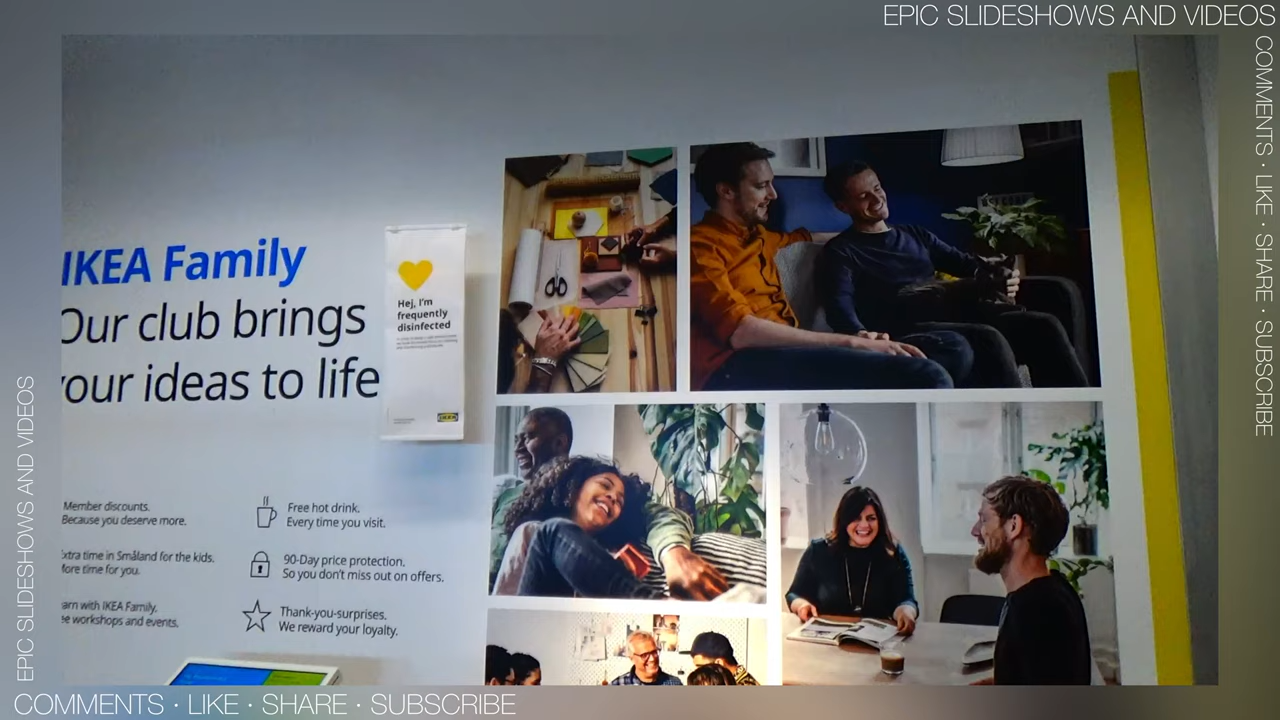 EPIC SLIDESHOWS AND VIDEOS
COMMENTS · LIKE · SHARE · SUBSCRIBE
IKEA Family
Our club brings
your ideas to life
Hej, I'm
frequently
disinfected
IKEA
Member discounts.
Because you deserve more.
Extra time in Småland for the kids.
More time for you.
earn with IKEA Family.
workshops and events.
Free hot drink.
Every time you visit.
90-Day price protection.
So you don't miss out on offers.
Thank-you-surprises.
We reward your loyalty.
EPIC SLIDESHOWS AND VIDEOS
COMMENTS · LIKE · SHARE · SUBSCRIBE